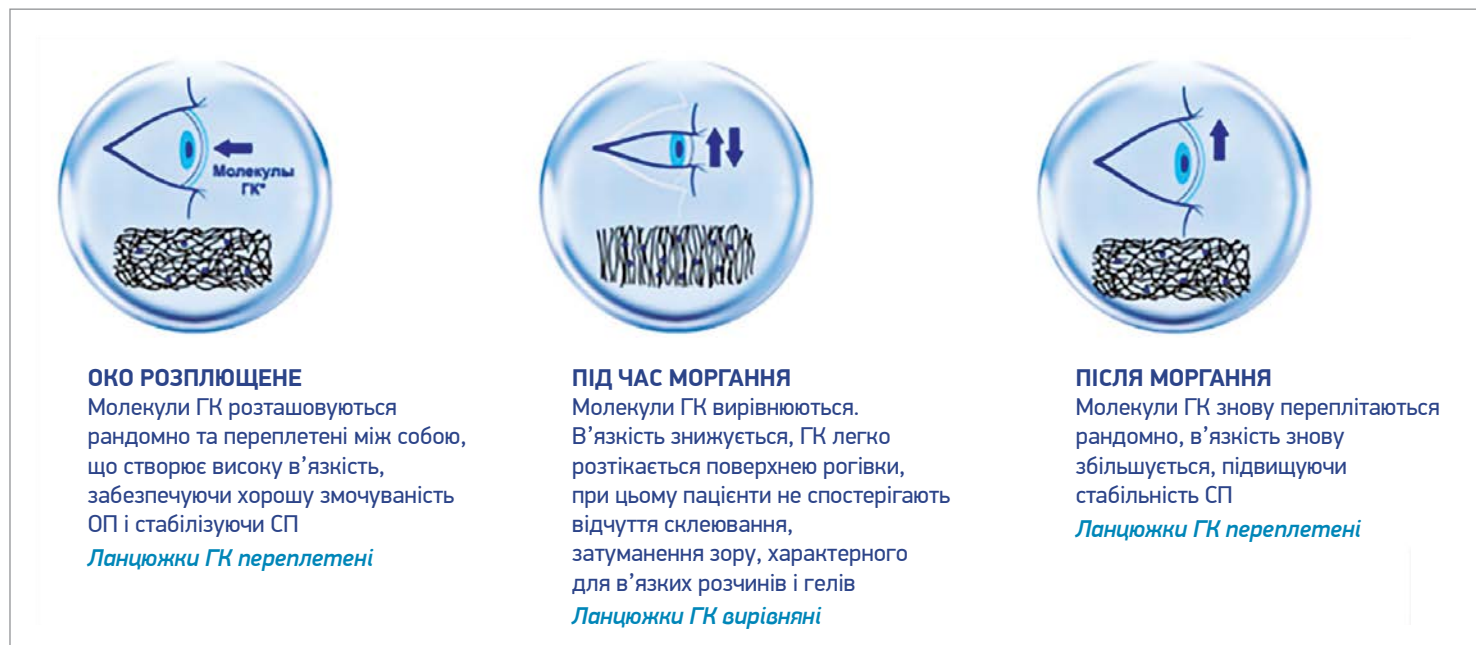 Молекулы
ГК*
ОКО РОЗПЛЮЩЕНЕ
Молекули ГК розташовуються
рандомно та переплетені між собою,
що створює високу в’язкість,
забезпечуючи хорошу змочуваність
ОП і стабілізуючи СП
Ланцюжки ГК переплетені
ПІД ЧАС МОРГАННЯ
Молекули ГК вирівнюються.
В’язкість знижується, ГК легко
розтікається поверхнею рогівки,
при цьому пацієнти не спостерігають
відчуття склеювання,
затуманення зору, характерного
для в’язких розчинів і гелів
Ланцюжки ГК вирівняні
ПІСЛЯ МОРГАННЯ
Молекули ГК знову переплітаються
рандомно, в’язкість знову
збільшується, підвищуючи
стабільність СП
Ланцюжки ГК переплетені